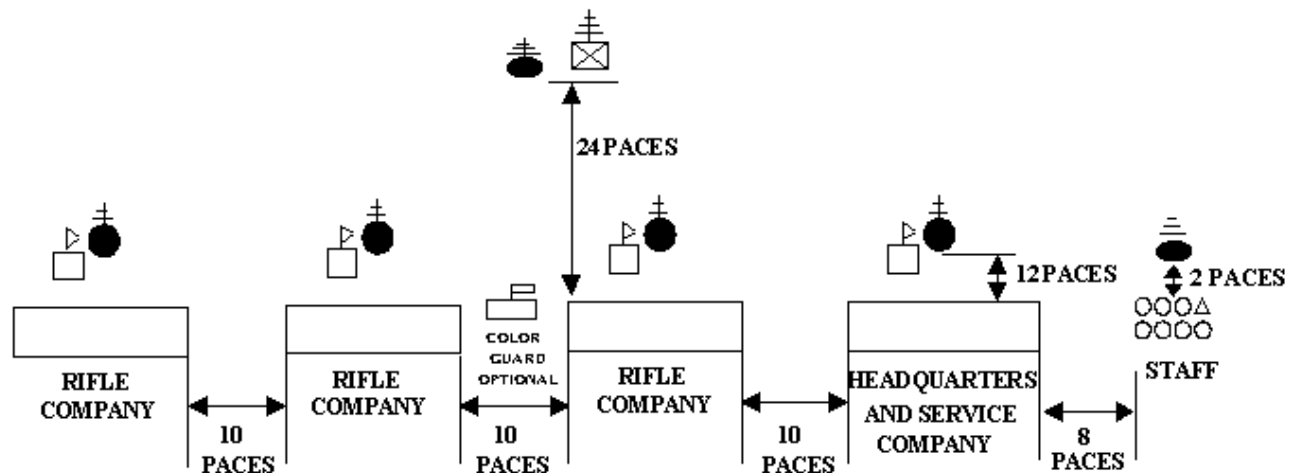 24 PACES
12 PACES
2 PACES
COLOR
GUARD
OPTIONAL
RIFLE
COMPANY
RIFLE
COMPANY
RIFLE
COMPANY
HEADQUARTERS
AND SERVICE
COMPANY
STAFF
10
PACES
10
PACES
10
PACES
8
PACES